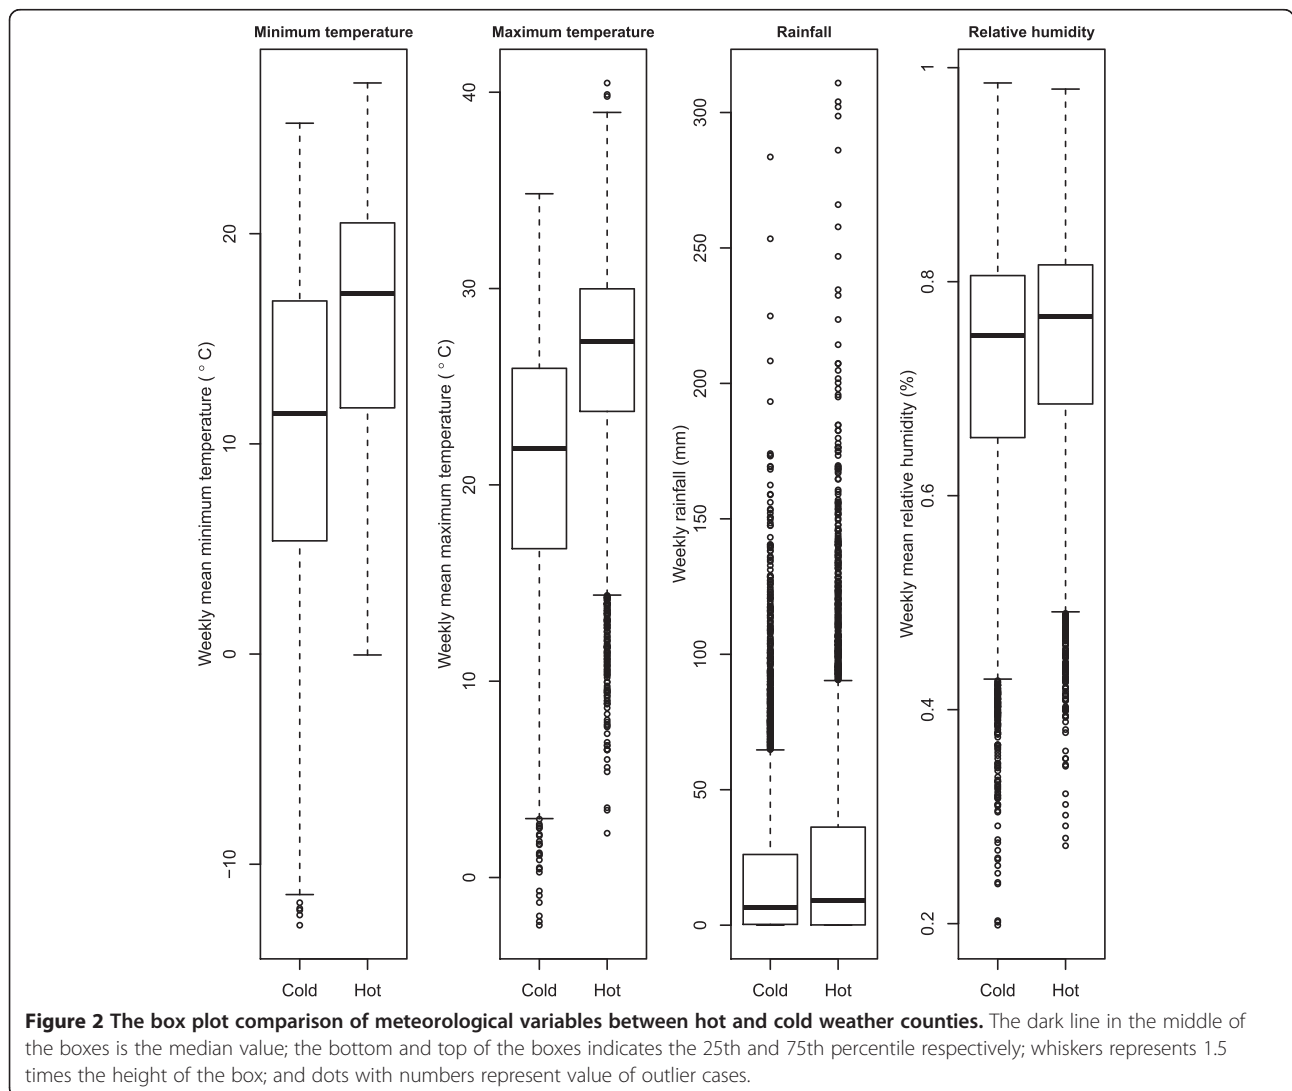 Minimum temperature
Weekly mean minimum temperature ( ° C)
20
10
0
−10
Cold Hot
Maximum temperature
Weekly mean maximum temperature ( ° C)
40
30
20
10
0
Cold Hot
Rainfall
Weekly rainfall (mm)
300
250
200
150
100
50
0
Cold Hot
Relative humidity
Weekly mean relative humidity (%)
1
0.8
0.6
0.4
0.2
Cold Hot
Figure 2 The box plot comparison of meteorological variables between hot and cold weather counties. The dark line in the middle of
the boxes is the median value; the bottom and top of the boxes indicates the 25th and 75th percentile respectively; whiskers represents 1.5
times the height of the box; and dots with numbers represent value of outlier cases.